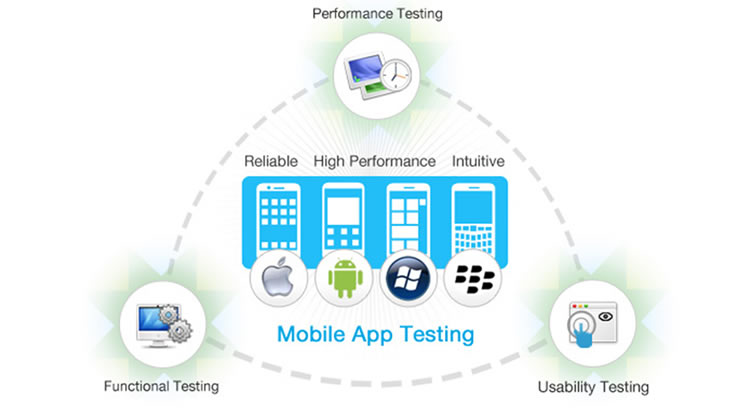 Performance Testing
Reliable High Performance Intuitive
Mobile App Testing
Functional Testing
Usability Testing